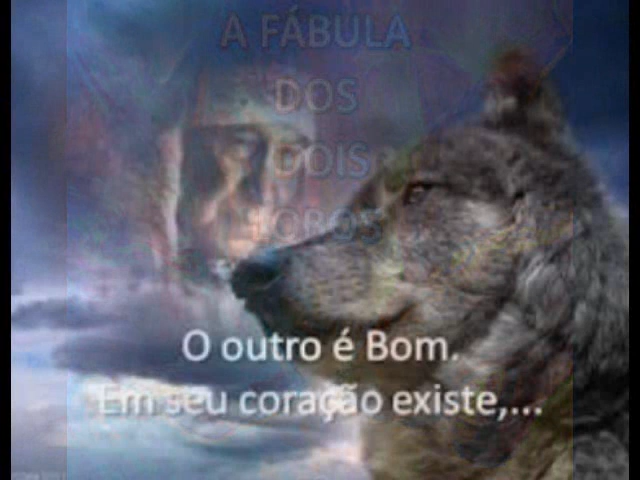 A FÁBULA
DOS
DOIS
LOBOS
O outro é Bom.
Em seu coração existe,...